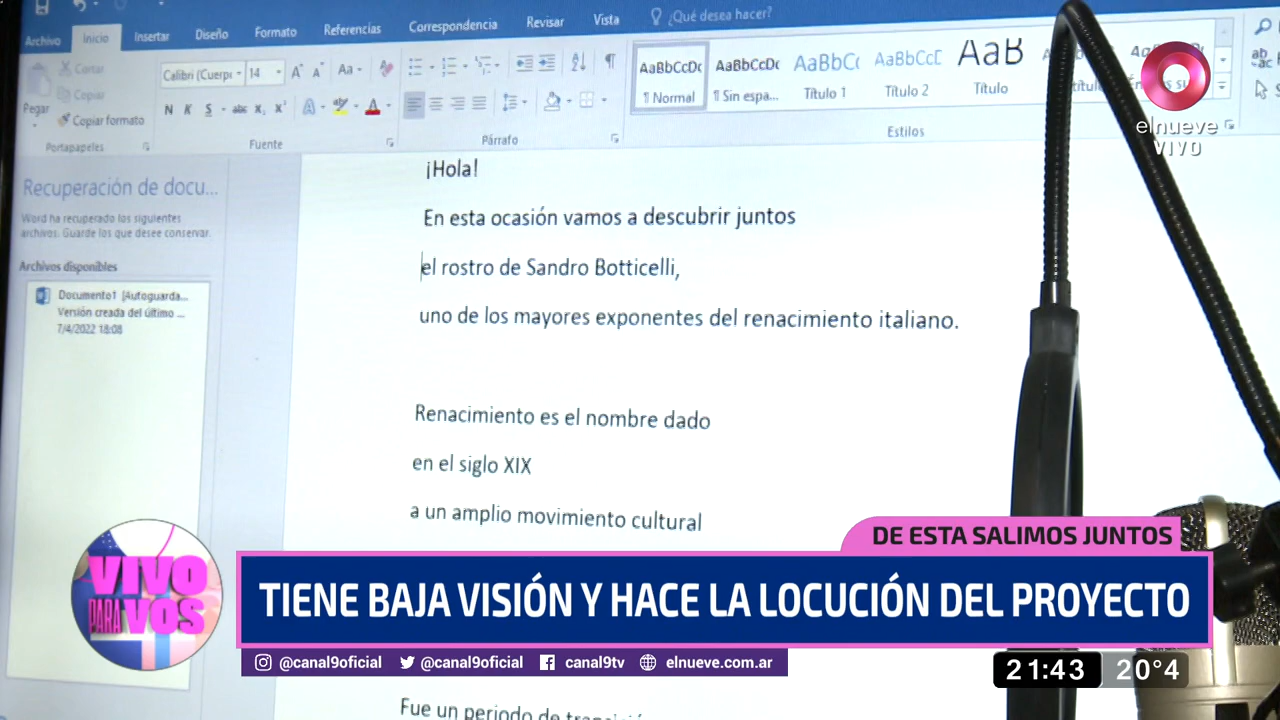 Archivo Inicio Insertar Diseño Formato Referencias Correspondencia Revisar Vista ¿Qué desea hacer?
Cortar
Copiar
Pegar
Copiar formato
Portapapeles
Calibri (Cuerp 14
N K S abc
Fuente
Párrafo
AaBbCcDc AaBbCcDc AaBbC AaBbCcD AaB
¶ Normal ¶ Sin espa... Título 1 Título 2 Título
Estilos
elnueve
VIVO
Recuperación de docu...
Word ha recuperado los siguientes
archivos. Guarde los que desee conservar.
Archivos disponibles
Documento1 [Autoguarda...
Versión creada del último ...
7/4/2022 18:08
¡Hola!
En esta ocasión vamos a descubrir juntos
el rostro de Sandro Botticelli,
uno de los mayores exponentes del renacimiento italiano.
Renacimiento es el nombre dado
en el siglo XIX
a un amplio movimiento cultural
Fue un periodo de
DE ESTA SALIMOS JUNTOS
VIVO
PARA VOS
TIENE BAJA VISIÓN Y HACE LA LOCUCIÓN DEL PROYECTO
@canal9oficial @canal9oficial canal9tv elnueve.com.ar
21:43 20°4